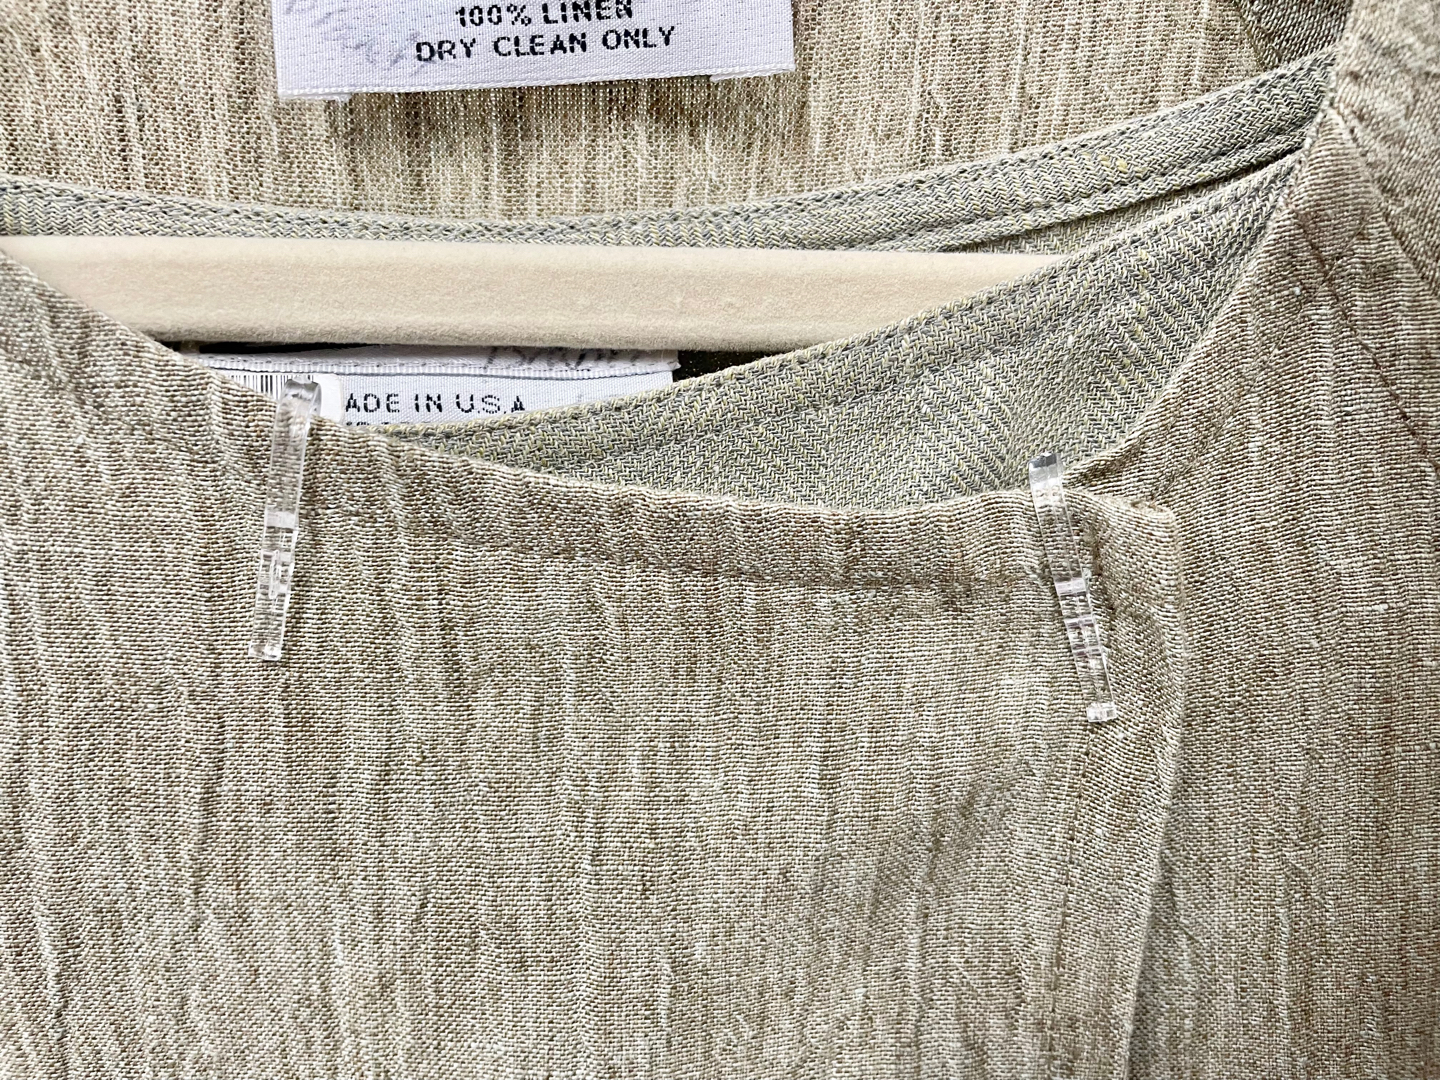 100% LINEN
DRY CLEAN ONLY
ADE IN U.S.A